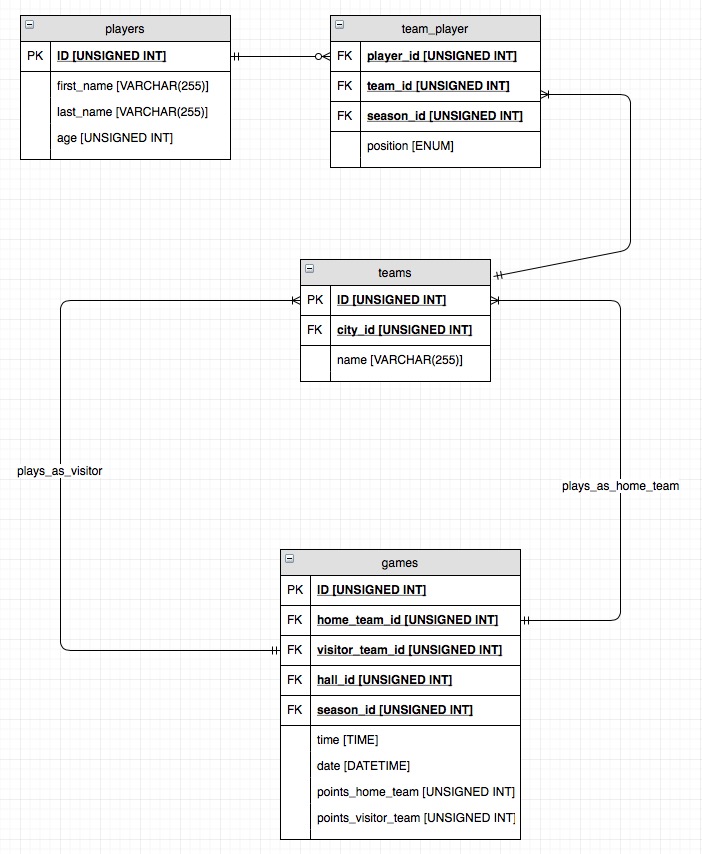 players
PK ID [UNSIGNED INT]
first_name [VARCHAR(255)]
last_name [VARCHAR(255)]
age [UNSIGNED INT]
team_player
FK player_id [UNSIGNED INT]
FK team_id [UNSIGNED INT]
FK season_id [UNSIGNED INT]
position [ENUM]
teams
PK ID [UNSIGNED INT]
FK city_id [UNSIGNED INT]
name [VARCHAR(255)]
plays_as_visitor
plays_as_home_team
games
PK ID [UNSIGNED INT]
FK home_team_id [UNSIGNED INT]
FK visitor_team_id [UNSIGNED INT]
FK hall_id [UNSIGNED INT]
FK season_id [UNSIGNED INT]
time [TIME]
date [DATETIME]
points_home_team [UNSIGNED INT]
points_visitor_team [UNSIGNED INT]